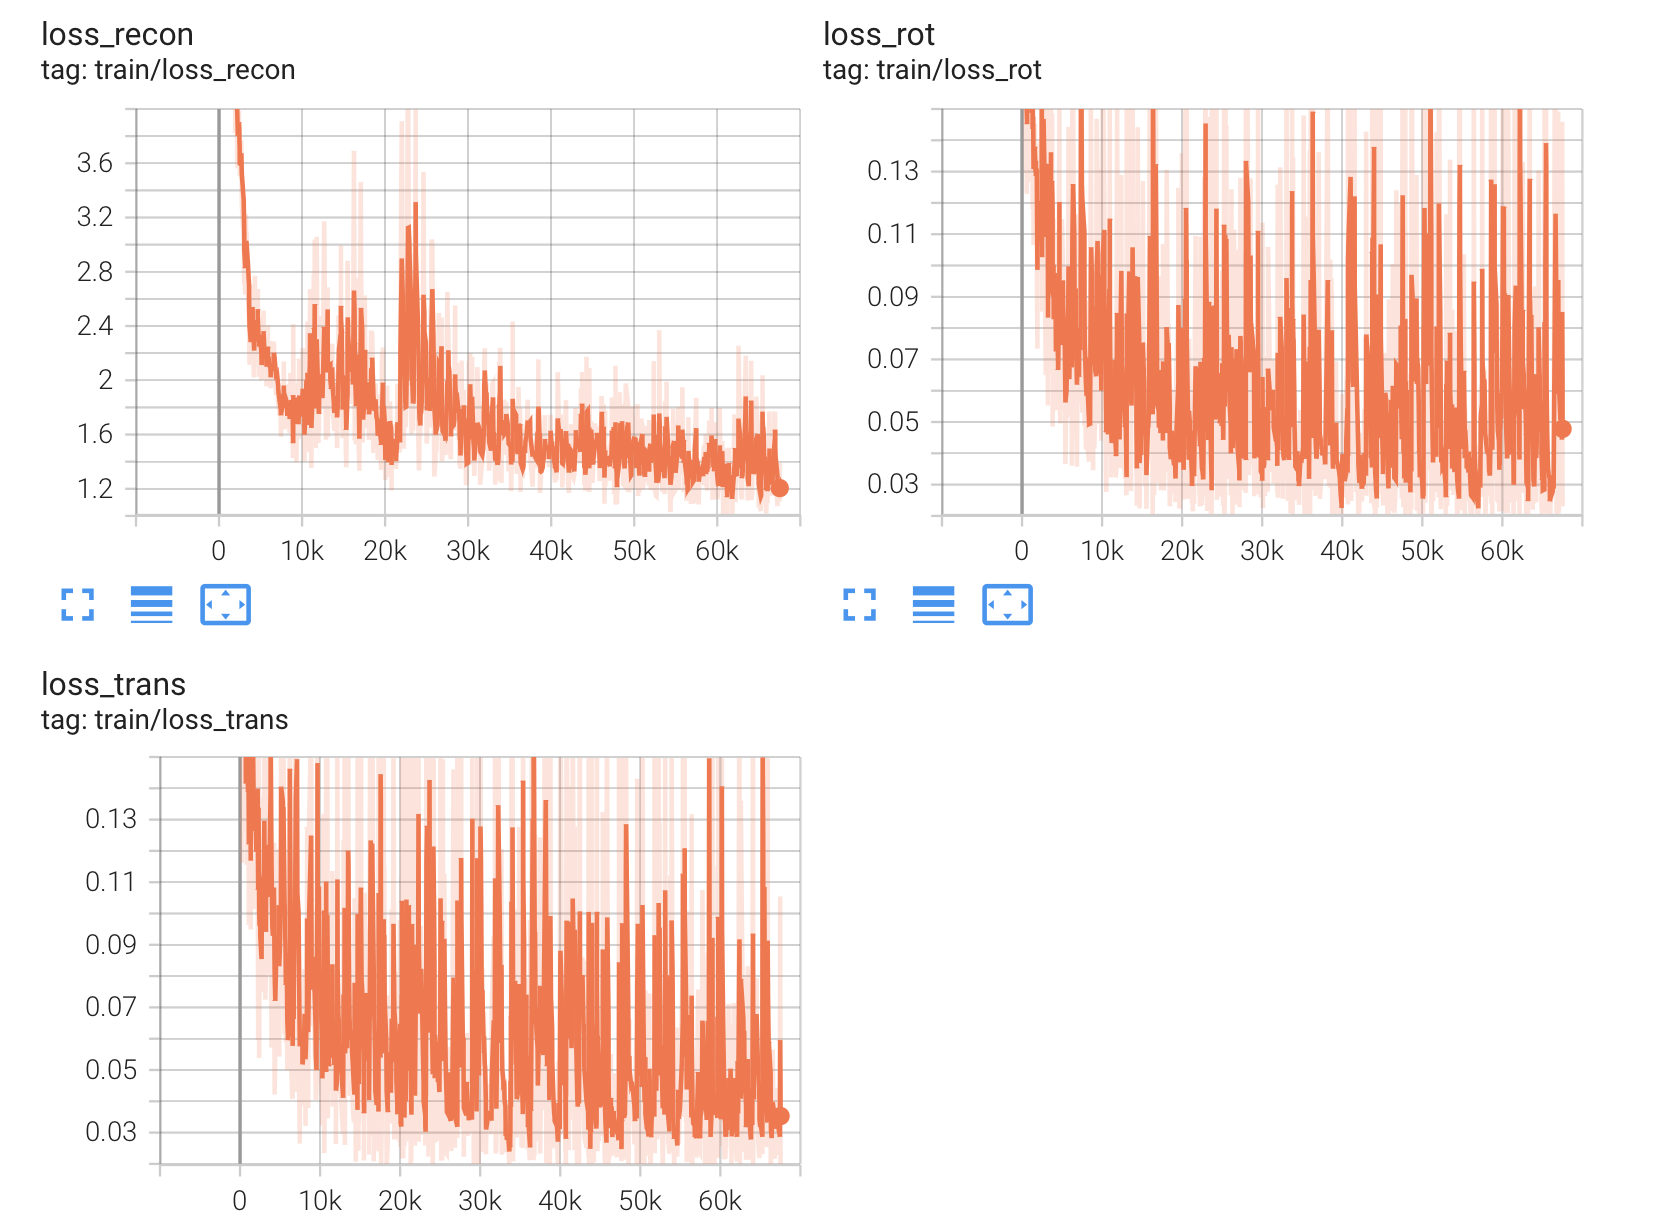 loss_recon
tag: train/loss_recon
3.6
3.2
2.8
2.4
2
1.6
1.2
0 10k 20k 30k 40k 50k 60k
loss_rot
tag: train/loss_rot
0.13
0.11
0.09
0.07
0.05
0.03
0 10k 20k 30k 40k 50k 60k
loss_trans
tag: train/loss_trans
0.13
0.11
0.09
0.07
0.05
0.03
0 10k 20k 30k 40k 50k 60k